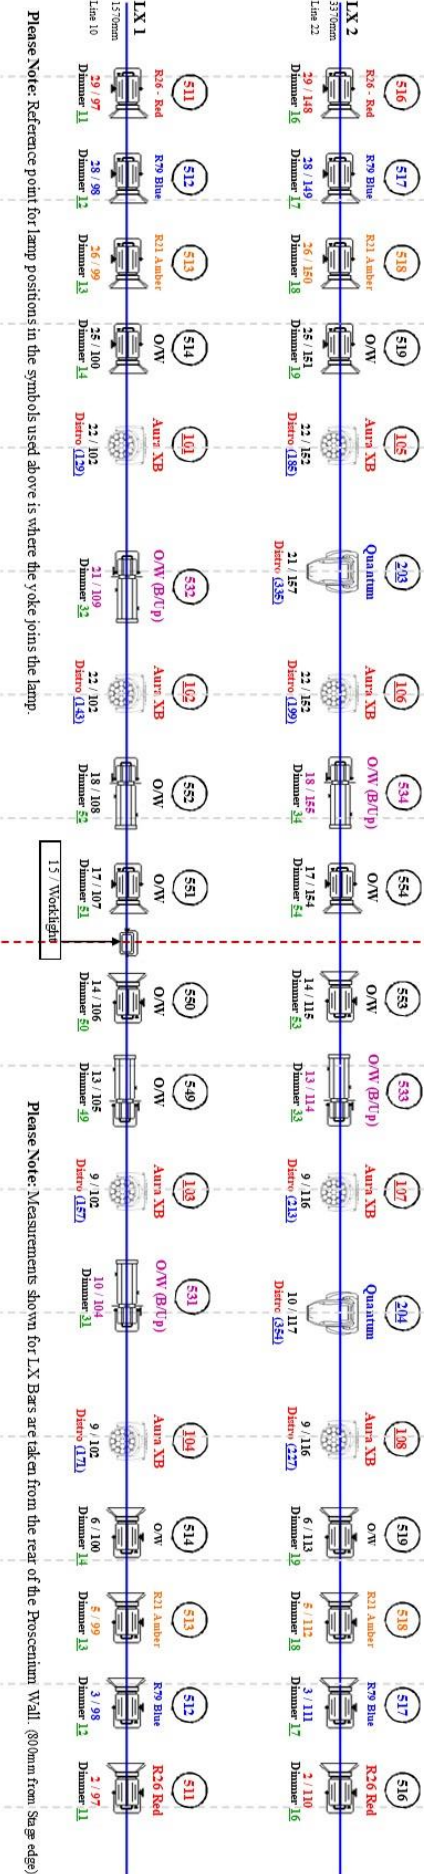 LX 2
3370mm
Line 22
516
R26 - Red
29 / 148
Dimmer 16
517
R79 Blue
28 / 149
Dimmer 17
518
R21 Amber
26 / 150
Dimmer 18
519
O/W
25 / 151
Dimmer 19
105
Aura XB
22 / 152
Distro (185)
203
Quantum
21 / 157
Distro (335)
106
Aura XB
22 / 152
Distro (199)
534
O/W (B/Up)
18 / 155
Dimmer 34
554
O/W
17 / 154
Dimmer 54
553
O/W
14 / 115
Dimmer 53
533
O/W (B/Up)
13 / 114
Dimmer 33
107
Aura XB
9 / 116
Distro (213)
204
Quantum
10 / 117
Distro (354)
108
Aura XB
9 / 116
Distro (227)
519
O/W
6 / 113
Dimmer 19
518
R21 Amber
5 / 112
Dimmer 18
517
R79 Blue
3 / 111
Dimmer 17
516
R26 Red
2 / 110
Dimmer 16
LX 1
1570mm
Line 10
511
R26 - Red
29 / 97
Dimmer 11
512
R79 Blue
28 / 98
Dimmer 12
513
R21 Amber
26 / 99
Dimmer 13
514
O/W
25 / 100
Dimmer 14
101
Aura XB
22 / 102
Distro (129)
532
O/W (B/Up)
21 / 109
Dimmer 32
102
Aura XB
22 / 102
Distro (143)
552
O/W
18 / 108
Dimmer 52
551
O/W
17 / 107
Dimmer 51
15 / Worklight
550
O/W
14 / 106
Dimmer 50
549
O/W
13 / 105
Dimmer 49
103
Aura XB
9 / 102
Distro (157)
531
O/W (B/Up)
10 / 104
Dimmer 31
104
Aura XB
9 / 102
Distro (171)
514
O/W
6 / 100
Dimmer 14
513
R21 Amber
5 / 99
Dimmer 13
512
R79 Blue
3 / 98
Dimmer 12
511
R26 Red
2 / 97
Dimmer 11
Please Note: Reference point for lamp positions in the symbols used above is where the yoke joins the lamp.
Please Note: Measurements shown for LX Bars are taken from the rear of the Proscenium Wall. (800mm from Stage edge)